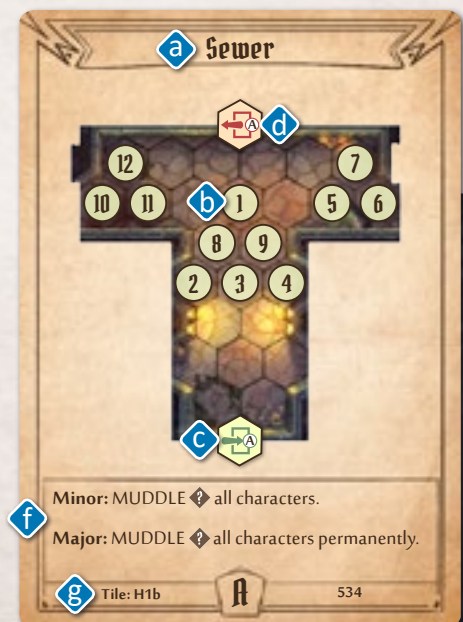 a Sewer
A d
12 7
10 11 b 1 5 6
8 9
2 3 4
c A
Minor: MUDDLE ? all characters.
f
Major: MUDDLE ? all characters permanently.
g Tile: H1b A 534